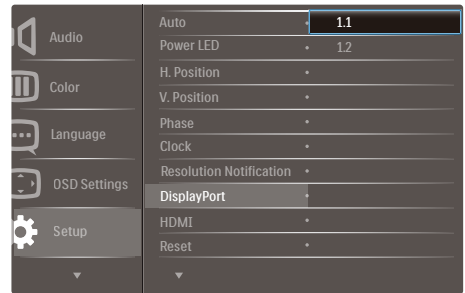 Audio
Color
Language
OSD Settings
Setup
Auto
Power LED
H. Position
V. Position
Phase
Clock
Resolution Notification
DisplayPort
HDMI
Reset
1.1
1.2